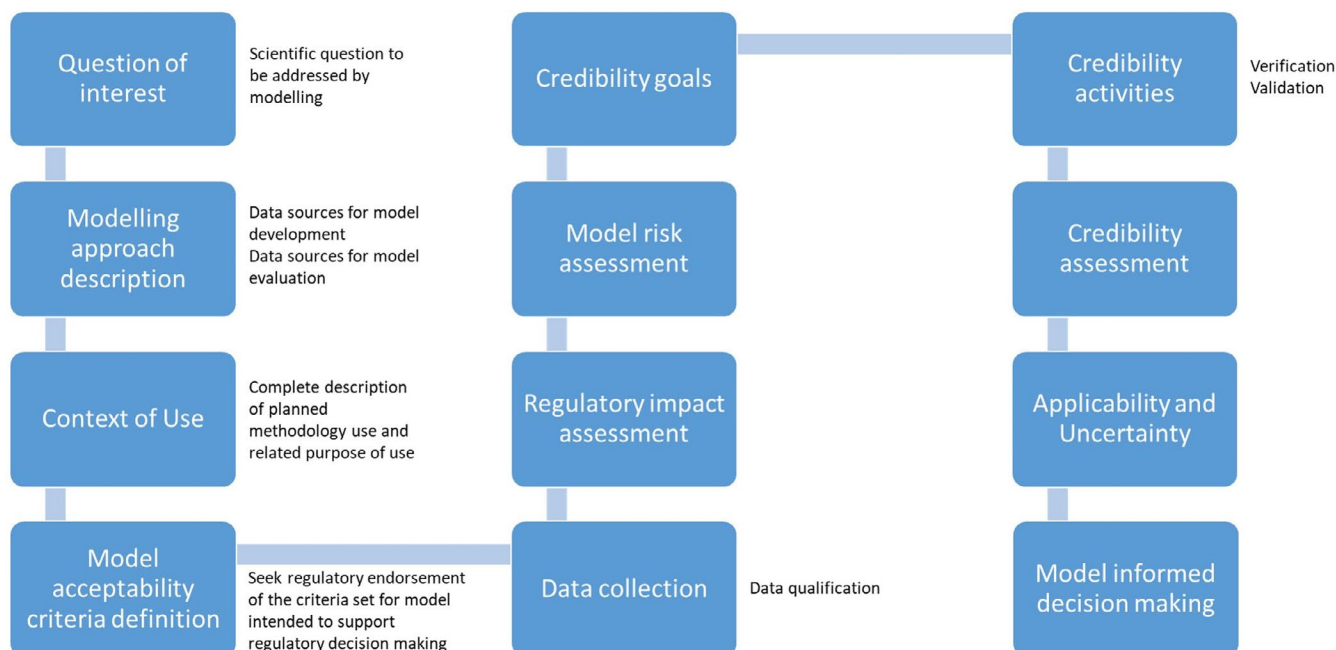 Question of
interest
Scientific question to
be addressed by
modelling
Modelling
approach
description
Data sources for model
development
Data sources for model
evaluation
Context of Use
Complete description
of planned
methodology use and
related purpose of use
Model
acceptability
criteria definition
Seek regulatory endorsement
of the criteria set for model
intended to support
regulatory decision making
Data collection
Data qualification
Regulatory impact
assessment
Model risk
assessment
Credibility goals
Credibility
activities
Verification
Validation
Credibility
assessment
Applicability and
Uncertainty
Model informed
decision making